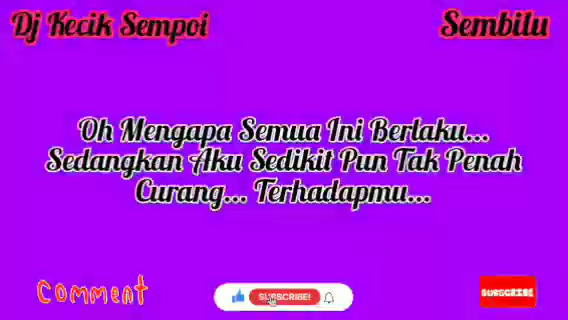 Dj Kecik Sempoi
Sembilu
Oh Mengapa Semua Ini Berlaku...
Sedangkan Aku Sedikit Pun Tak Penah
Curang... Terhadapmu...
Comment
SUBSCRIBE!
SUBSCRIBE